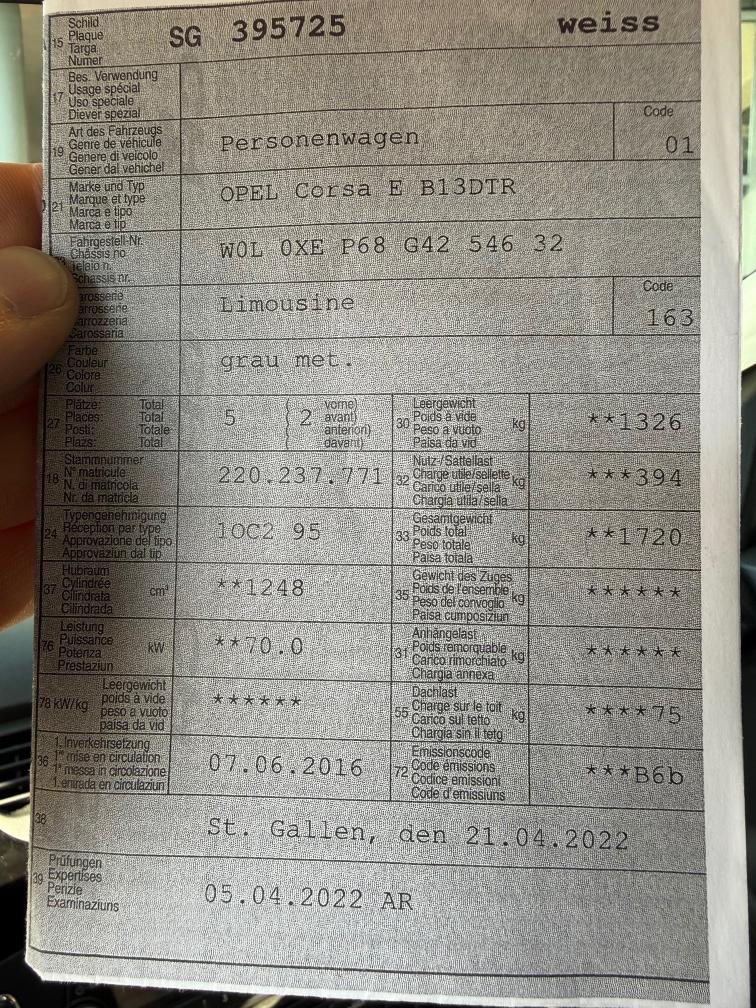 15 Schild SG 395725 weiss
Plaque
Targa
Numer
17 Bes. Verwendung
Usage spécial
Uso speciale
Diever spezial
19 Art des Fahrzeugs Personenwagen Code
Genre de véhicule 01
Genere di veicolo
Gener dal vehichel
21 Marke und Typ OPEL Corsa E B13DTR
Marque et type
Marca e tipo
Marca e tip
Fahrgestell-Nr. W0L 0XE P68 G42 546 32
Châssis no
Telaio n.
Schassis nr.
arosserie Limousine Code
arrosserie 163
arrozzeria
Carossaria
26 Farbe grau met.
Couleur
Colore
Colur
27 Plätze: Total 5 ( 2 vorne) 30 Leergewicht kg **1326
Places: Total avant) Poids à vide
Posti: Totale anteriori) Peso a vuoto
Plazs: Total davant) Paisa da vid
18 Stammnummer 220.237.771 32 Nutz-/Sattellast kg ***394
N° matricule Charge utile/sellette
N. di matricola Carico utile/sella
Nr. da matricla Chargia utila/sella
24 Typengenehmigung 1OC2 95 33 Gesamtgewicht kg **1720
Réception par type Poids total
Approvazione del tipo Peso totale
Approvaziun dal tip Paisa totala
37 Hubraum cm³ **1248 35 Gewicht des Zuges kg ******
Cylindrée Poids de l'ensemble
Cilindrata Peso del convoglio
Cilindrada Paisa cumposiziun
76 Leistung kW **70.0 31 Anhängelast kg ******
Puissance Poids remorquable
Potenza Carico rimorchiato
Prestaziun Chargia annexa
78 kW/kg Leergewicht ****** 55 Dachlast kg ****75
poids à vide Charge sur le toit
peso a vuoto Carico sul tetto
paisa da vid Chargia sin il tetg
36 1. Inverkehrsetzung 07.06.2016 72 Emissionscode ***B6b
1re mise en circulation Code émissions
1a messa in circolazione Codice emissioni
1. entrada en circulaziun Code d'emissiuns
38 St. Gallen, den 21.04.2022
39 Prüfungen 05.04.2022 AR
Expertises
Perizie
Examinaziuns